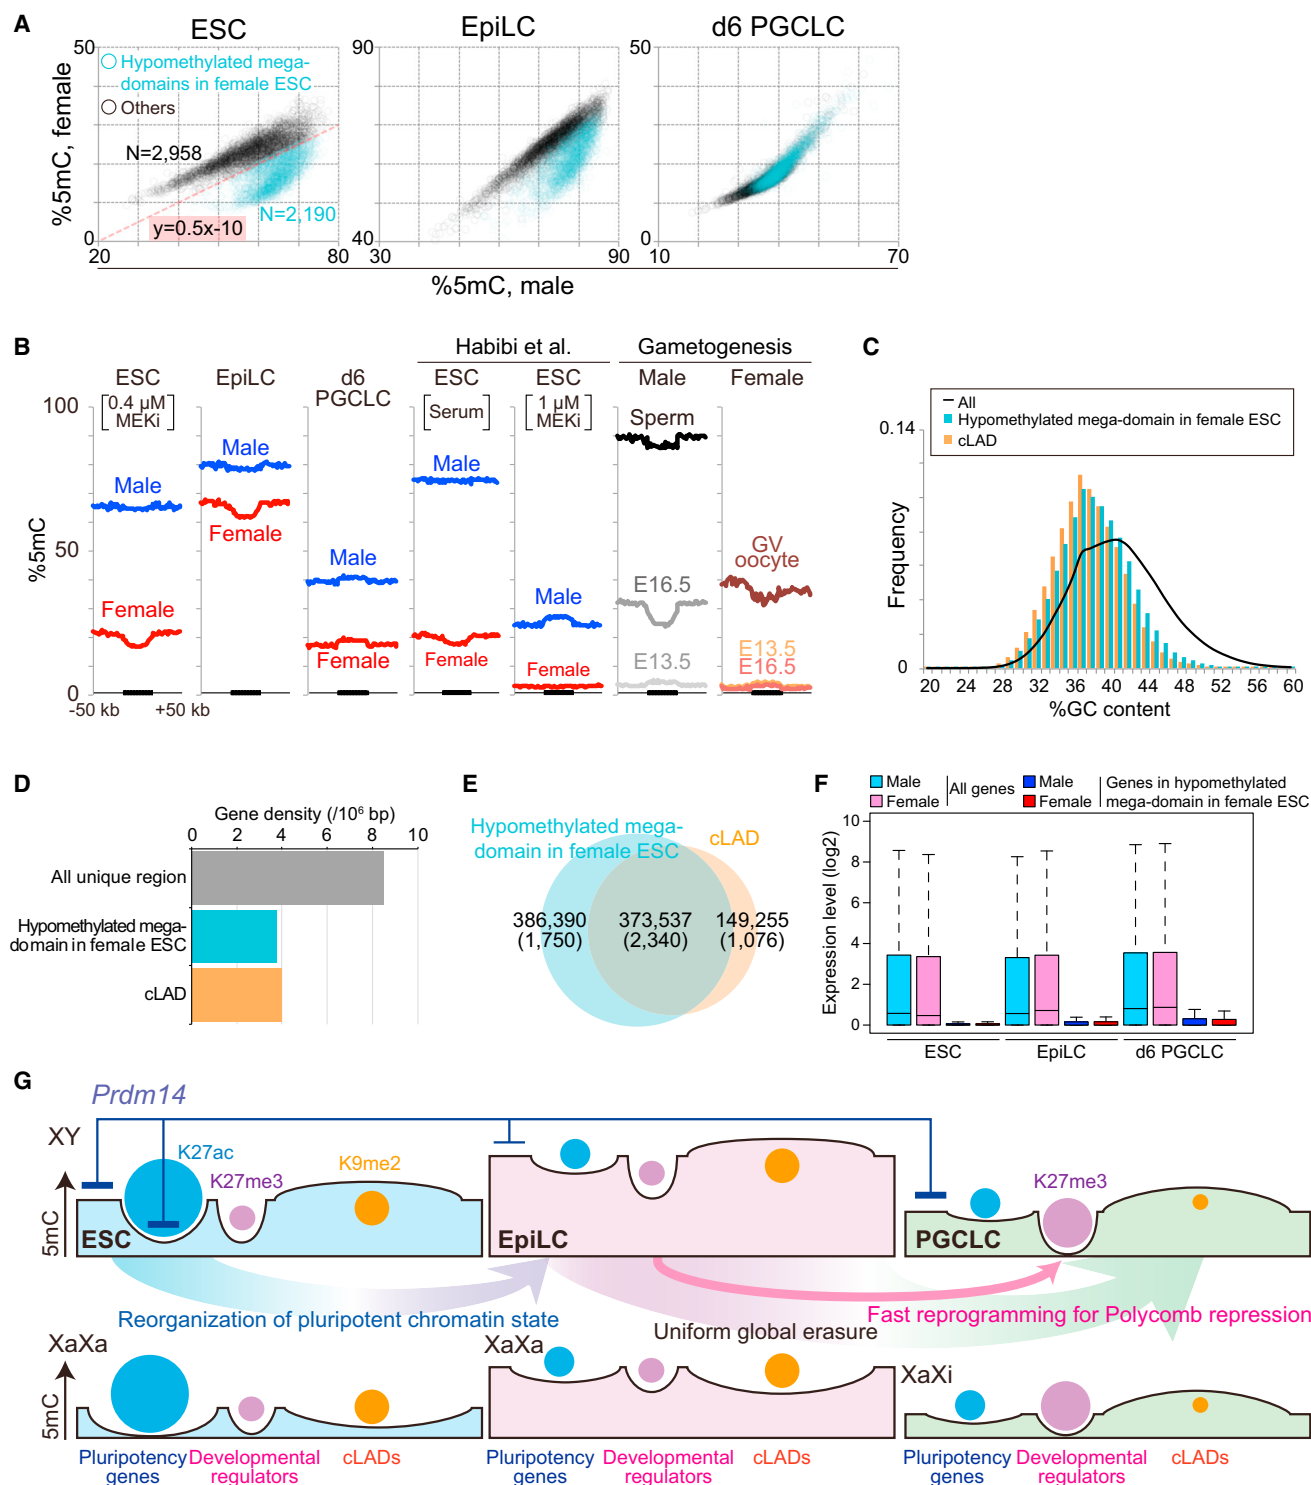 A
ESC
EpiLC
d6 PGCLC
50
90
50
Hypomethylated mega-
domains in female ESC
Others
%5mC, female
N=2,958
N=2,190
y=0.5x-10
0
40
0
20
80
30
90
10
70
%5mC, male
B
Habibi et al.
Gametogenesis
ESC
EpiLC
d6
PGCLC
ESC
ESC
Male
Female
0.4 µM
MEKi
Serum
1 µM
MEKi
100
50
0
%5mC
Male
Female
Male
Female
Male
Female
Male
Female
Male
Female
Sperm
E16.5
E13.5
GV
oocyte
E13.5
E16.5
-50 kb
+50 kb
C
All
Hypomethylated mega-domain in female ESC
cLAD
0.14
0
Frequency
20 24 28 32 36 40 44 48 52 56 60
%GC content
D
Gene density (/10⁶ bp)
0 2 4 6 8 10
All unique region
Hypomethylated mega-
domain in female ESC
cLAD
E
Hypomethylated mega-
domain in female ESC
cLAD
386,390
(1,750)
373,537
(2,340)
149,255
(1,076)
F
Male
Female
All genes
Male
Female
Genes in hypomethylated
mega-domain in female ESC
Expression level (log2)
10
8
6
4
2
0
ESC
EpiLC
d6 PGCLC
G
Prdm14
XY
K27ac
K27me3
K9me2
K27me3
5mC
ESC
EpiLC
PGCLC
Reorganization of pluripotent chromatin state
Fast reprogramming for Polycomb repression
Uniform global erasure
XaXa
XaXa
XaXi
5mC
Pluripotency
genes
Developmental
regulators
cLADs
Pluripotency
genes
Developmental
regulators
cLADs
Pluripotency
genes
Developmental
regulators
cLADs